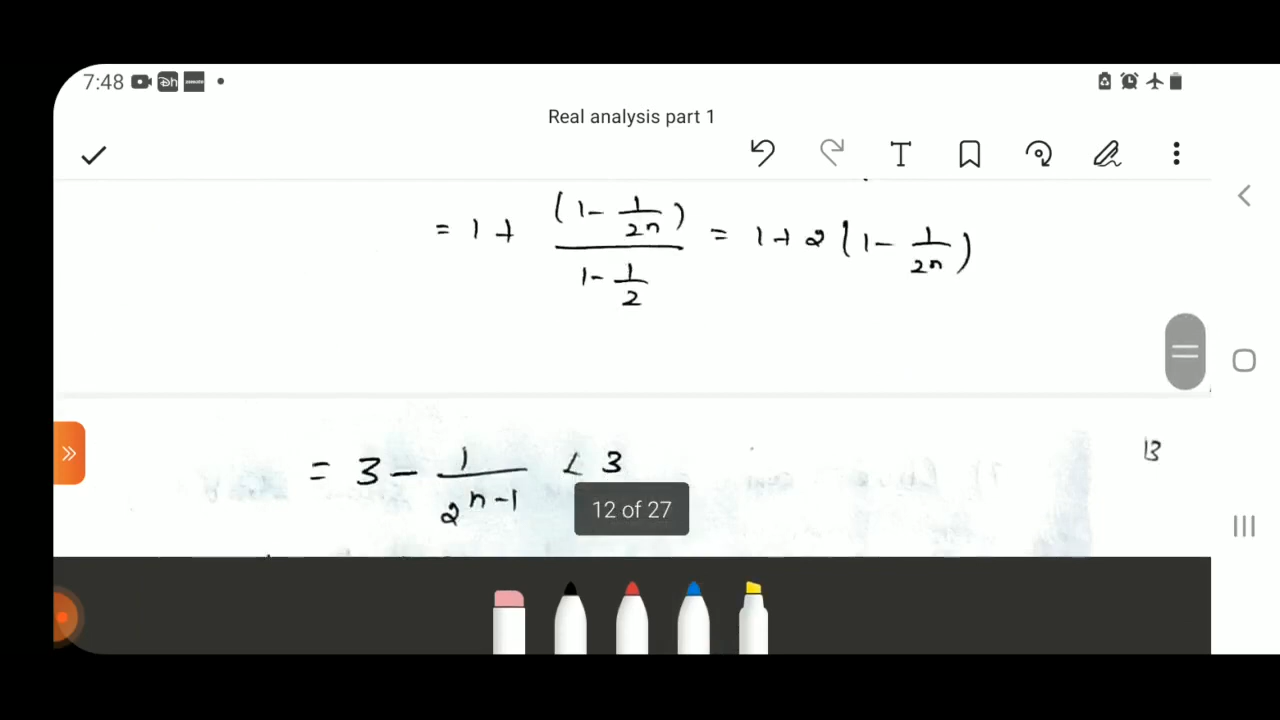 7:48
Real analysis part 1
T
= 1 + (1 - 1/2ⁿ) / (1 - 1/2) = 1 + 2 (1 - 1/2ⁿ)
13
= 3 - 1/2ⁿ⁻¹ < 3
12 of 27